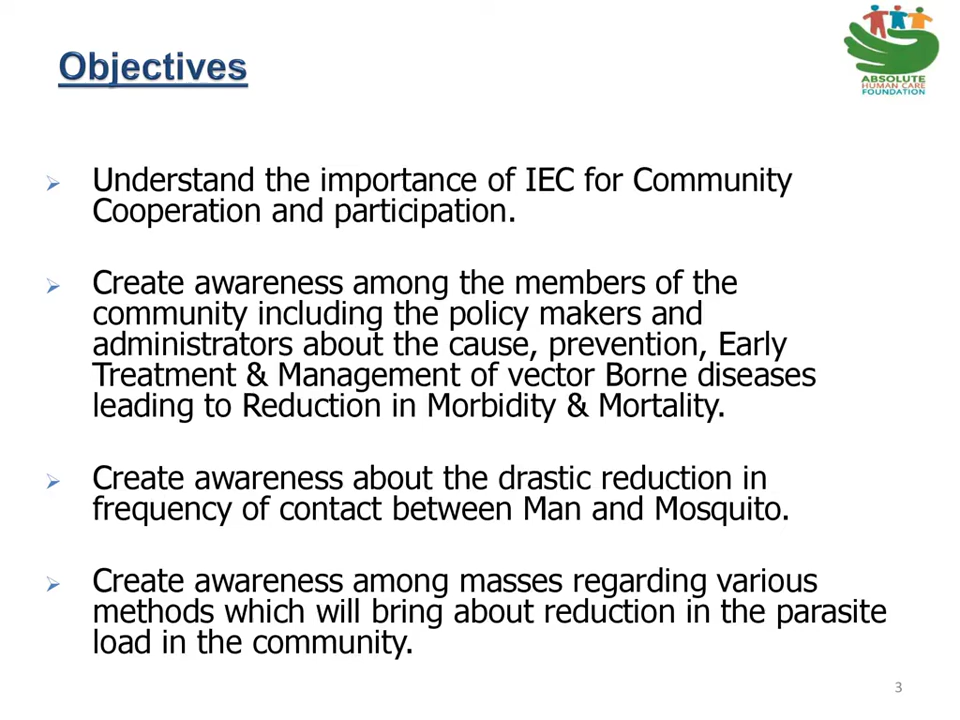 Objectives
ABSOLUTE
HUMAN CARE
FOUNDATION
Understand the importance of IEC for Community
Cooperation and participation.
Create awareness among the members of the
community including the policy makers and
administrators about the cause, prevention, Early
Treatment & Management of vector Borne diseases
leading to Reduction in Morbidity & Mortality.
Create awareness about the drastic reduction in
frequency of contact between Man and Mosquito.
Create awareness among masses regarding various
methods which will bring about reduction in the parasite
load in the community.
3